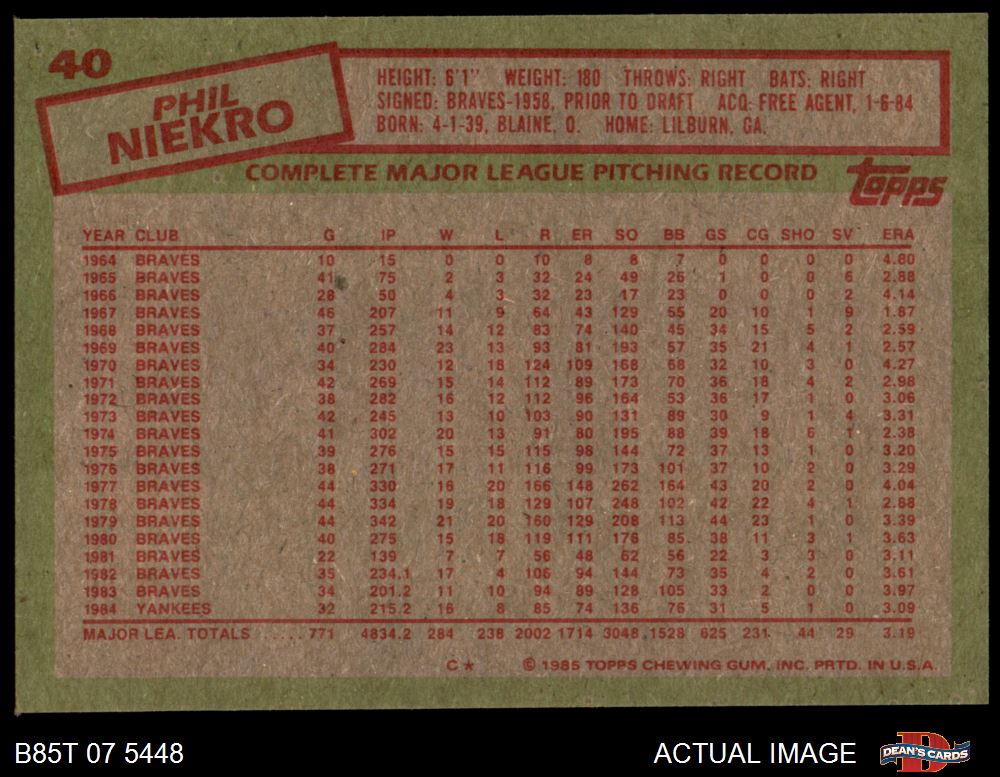 40
PHIL
NIEKRO
HEIGHT: 6'1" WEIGHT: 180 THROWS: RIGHT BATS: RIGHT
SIGNED: BRAVES-1958, PRIOR TO DRAFT ACQ: FREE AGENT, 1-6-84
BORN: 4-1-39, BLAINE, O. HOME: LILBURN, GA.
COMPLETE MAJOR LEAGUE PITCHING RECORD
Topps
YEAR CLUB G IP W L R ER SO BB GS CG SHO SV ERA
1964 BRAVES 10 15 0 0 10 8 8 7 0 0 0 0 4.80
1965 BRAVES 41 75 2 3 32 24 49 26 1 0 0 6 2.88
1966 BRAVES 28 50 4 3 32 23 17 23 0 0 0 2 4.14
1967 BRAVES 46 207 11 9 64 43 129 55 20 10 1 9 1.87
1968 BRAVES 37 257 14 12 83 74 140 45 34 15 5 2 2.59
1969 BRAVES 40 284 23 13 93 81 193 57 35 21 4 1 2.57
1970 BRAVES 34 230 12 18 124 109 168 68 32 10 3 0 4.27
1971 BRAVES 42 269 15 14 112 89 173 70 36 18 4 2 2.98
1972 BRAVES 38 282 16 12 112 96 164 53 36 17 1 0 3.06
1973 BRAVES 42 245 13 10 103 90 131 89 30 9 1 4 3.31
1974 BRAVES 41 302 20 13 91 80 195 88 39 18 6 1 2.38
1975 BRAVES 39 276 15 15 115 98 144 72 37 13 1 0 3.20
1976 BRAVES 38 271 17 11 116 99 173 101 37 10 2 0 3.29
1977 BRAVES 44 330 16 20 166 148 262 164 43 20 2 0 4.04
1978 BRAVES 44 334 19 18 129 107 248 102 42 22 4 1 2.88
1979 BRAVES 44 342 21 20 160 129 208 113 44 23 1 0 3.39
1980 BRAVES 40 275 15 18 119 111 176 85 38 11 3 1 3.63
1981 BRAVES 22 139 7 7 56 48 62 56 22 3 3 0 3.11
1982 BRAVES 35 234.1 17 4 106 94 144 73 35 4 2 0 3.61
1983 BRAVES 34 201.2 11 10 94 89 128 105 33 2 0 0 3.97
1984 YANKEES 32 215.2 16 8 85 74 136 76 31 5 1 0 3.09
MAJOR LEA. TOTALS ..... 771 4834.2 284 238 2002 1714 3048 1528 625 231 44 29 3.19
C★ © 1985 TOPPS CHEWING GUM, INC. PRTD. IN U.S.A.
B85T 07 5448 ACTUAL IMAGE D DEAN'S CARDS